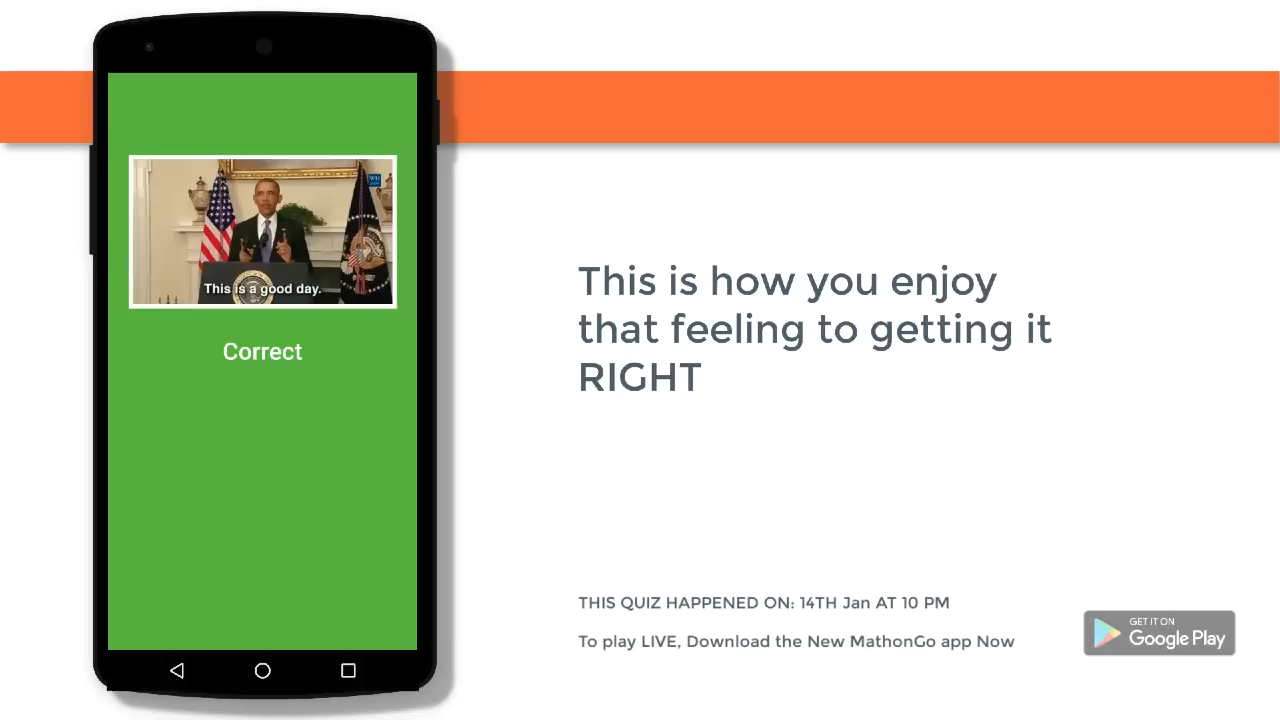 This is a good day.
Correct
This is how you enjoy
that feeling to getting it
RIGHT
THIS QUIZ HAPPENED ON: 14TH Jan AT 10 PM
To play LIVE, Download the New MathonGo app Now
GET IT ON
Google Play